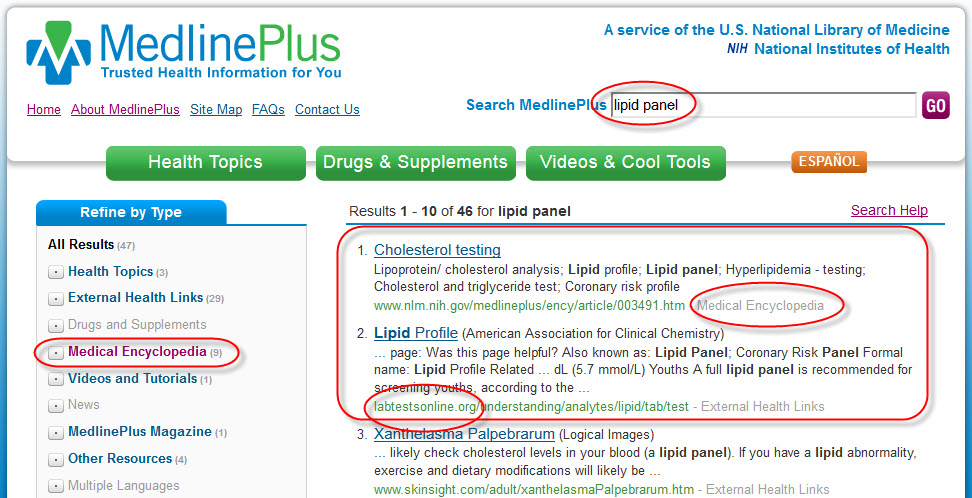 MedlinePlus
Trusted Health Information for You
A service of the U.S. National Library of Medicine
NIH National Institutes of Health
Home About MedlinePlus Site Map FAQs Contact Us
Search MedlinePlus lipid panel GO
Health Topics Drugs & Supplements Videos & Cool Tools ESPAÑOL
Refine by Type
All Results (47)
Health Topics (3)
External Health Links (29)
Drugs and Supplements
Medical Encyclopedia (9)
Videos and Tutorials (1)
News
MedlinePlus Magazine (1)
Other Resources (4)
Multiple Languages
Results 1 - 10 of 46 for lipid panel Search Help
1. Cholesterol testing
Lipoprotein/ cholesterol analysis; Lipid profile; Lipid panel; Hyperlipidemia - testing;
Cholesterol and triglyceride test; Coronary risk profile
www.nlm.nih.gov/medlineplus/ency/article/003491.htm - Medical Encyclopedia
2. Lipid Profile (American Association for Clinical Chemistry)
... page: Was this page helpful? Also known as: Lipid Panel; Coronary Risk Panel Formal
name: Lipid Profile Related ... dL (5.7 mmol/L) Youths A full lipid panel is recommended for
screening youths, according to the ...
labtestsonline.org/understanding/analytes/lipid/tab/test - External Health Links
3. Xanthelasma Palpebrarum (Logical Images)
... likely check cholesterol levels in your blood (a lipid panel). If you have a lipid abnormality,
exercise and dietary modifications will likely be ...
www.skinsight.com/adult/xanthelasmaPalpebrarum.htm - External Health Links